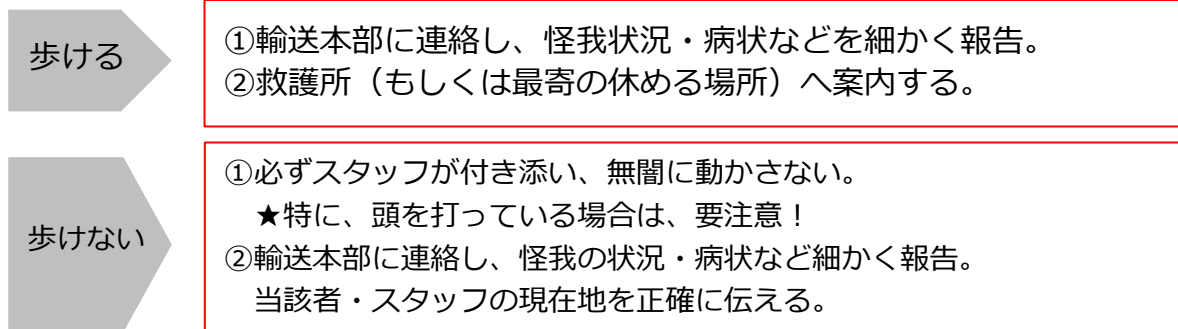 歩ける
①輸送本部に連絡し、怪我状況・病状などを細かく報告。
②救護所（もしくは最寄の休める場所）へ案内する。
歩けない
①必ずスタッフが付き添い、無闇に動かさない。
★特に、頭を打っている場合は、要注意！
②輸送本部に連絡し、怪我の状況・病状など細かく報告。
当該者・スタッフの現在地を正確に伝える。